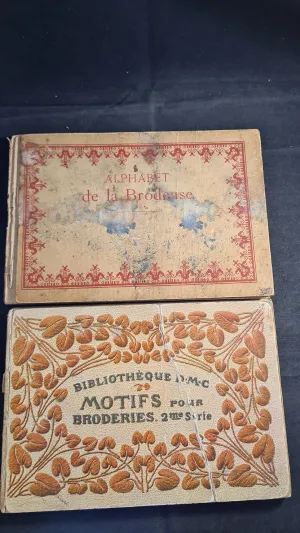 ALPHABET
de la Brodeuse
BIBLIOTHÈQUE D·M·C
MOTIFS POUR
BRODERIES. 2me Série